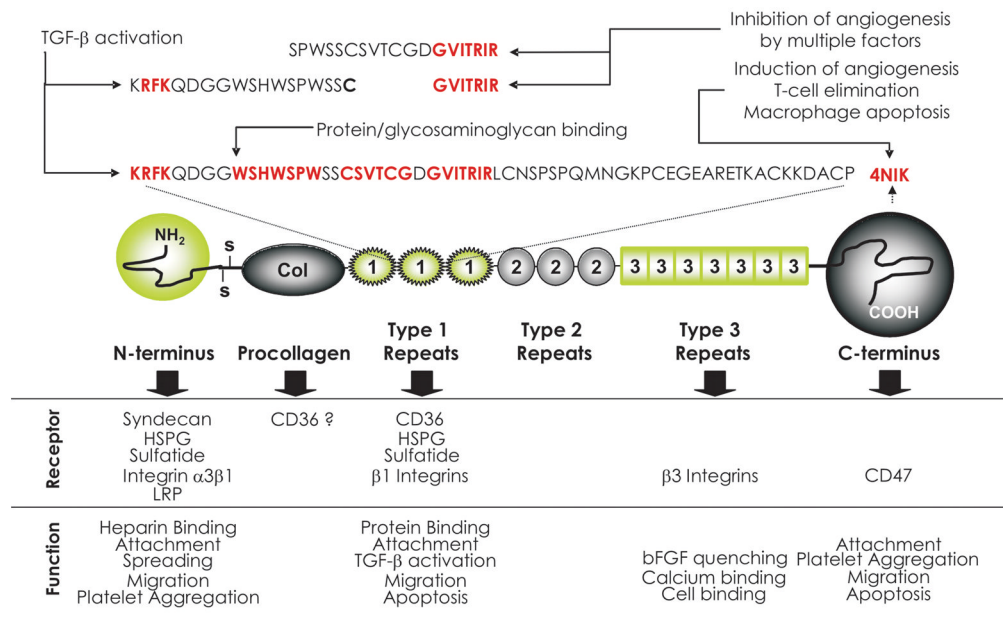 TGF-β activation
Inhibition of angiogenesis
by multiple factors
SPWSSCSVTCGDGVITRIR
KRFKQDGGWSHWSPWSSC
GVITRIR
Induction of angiogenesis
T-cell elimination
Macrophage apoptosis
Protein/glycosaminoglycan binding
KRFKQDGGWSHWSPWSSCSVTCGDGVITRIRLCNSPSPQMNGKPCEGEARETKACKKDACP 4NIK
NH2
s
s
Col
1 1 1 2 2 2 3 3 3 3 3 3 3
COOH
N-terminus
Procollagen
Type 1
Repeats
Type 2
Repeats
Type 3
Repeats
C-terminus
Receptor
Syndecan
HSPG
Sulfatide
Integrin α3β1
LRP
CD36 ?
CD36
HSPG
Sulfatide
β1 Integrins
β3 Integrins
CD47
Function
Heparin Binding
Attachment
Spreading
Migration
Platelet Aggregation
Protein Binding
Attachment
TGF-β activation
Migration
Apoptosis
bFGF quenching
Calcium binding
Cell binding
Attachment
Platelet Aggregation
Migration
Apoptosis